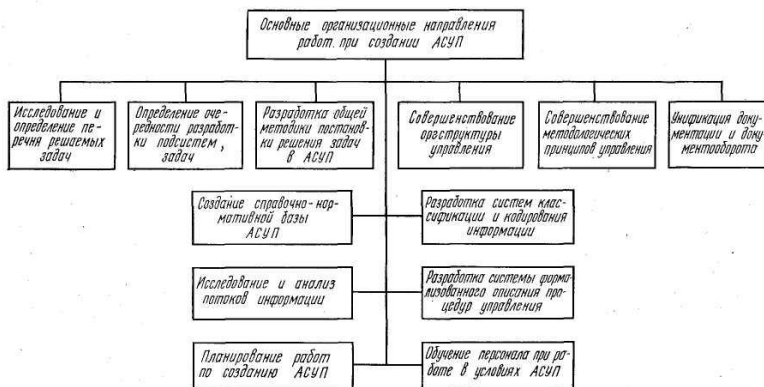 Основные организационные направления
работ при создании АСУП
Исследование и
определение пе-
речня решаемых
задач
Определение оче-
редности разработ-
ки подсистем,
задач
Разработка общей
методики постанов-
ки решения задач
в АСУП
Совершенствование
оргструктуры
управления
Совершенствование
методологических
принципов управления
Унификация доку-
ментации и доку-
ментооборота
Создание справочно-нор-
мативной базы
АСУП
Разработка систем клас-
сификации и кодирования
информации
Исследование и анализ
потоков информации
Разработка системы форма-
лизованного описания про-
цедур управления
Планирование работ
по созданию АСУП
Обучение персонала при ра-
боте в условиях АСУП